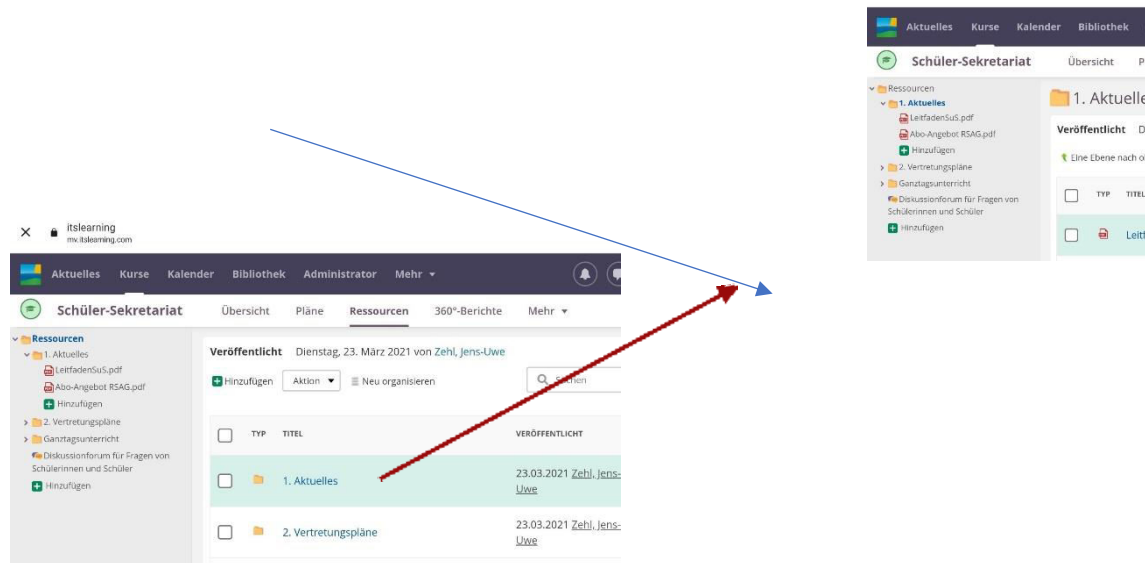 itslearning
mv.itslearning.com
Aktuelles Kurse Kalender Bibliothek Administrator Mehr
Schüler-Sekretariat Übersicht Pläne Ressourcen 360°-Berichte Mehr
Ressourcen
1. Aktuelles
LeitfadenSuS.pdf
Abo-Angebot RSAG.pdf
Hinzufügen
2. Vertretungspläne
Ganztagsunterricht
Diskussionforum für Fragen von
Schülerinnen und Schüler
Hinzufügen
Veröffentlicht Dienstag, 23. März 2021 von Zehl, Jens-Uwe
Hinzufügen Aktion Neu organisieren Suchen
TYP TITEL VERÖFFENTLICHT
1. Aktuelles 23.03.2021 Zehl, Jens-
Uwe
2. Vertretungspläne 23.03.2021 Zehl, Jens-
Uwe
Aktuelles Kurse Kalender Bibliothek
Schüler-Sekretariat Übersicht P
Ressourcen
1. Aktuelles
LeitfadenSuS.pdf
Abo-Angebot RSAG.pdf
Hinzufügen
2. Vertretungspläne
Ganztagsunterricht
Diskussionforum für Fragen von
Schülerinnen und Schüler
Hinzufügen
1. Aktuelle
Veröffentlicht D
Eine Ebene nach o
TYP TITEL
Leitf